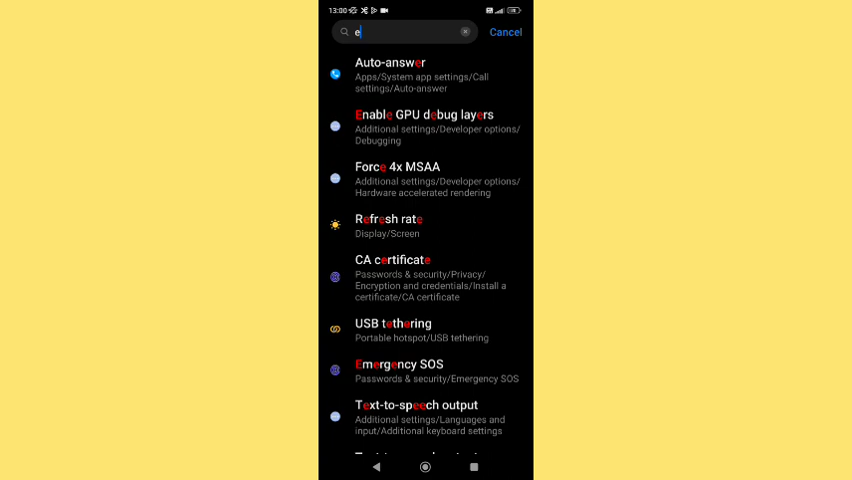 13:00
e
Cancel
Auto-answer
Apps/System app settings/Call
settings/Auto-answer
Enable GPU debug layers
Additional settings/Developer options/
Debugging
Force 4x MSAA
Additional settings/Developer options/
Hardware accelerated rendering
Refresh rate
Display/Screen
CA certificate
Passwords & security/Privacy/
Encryption and credentials/Install a
certificate/CA certificate
USB tethering
Portable hotspot/USB tethering
Emergency SOS
Passwords & security/Emergency SOS
Text-to-speech output
Additional settings/Languages and
input/Additional keyboard settings